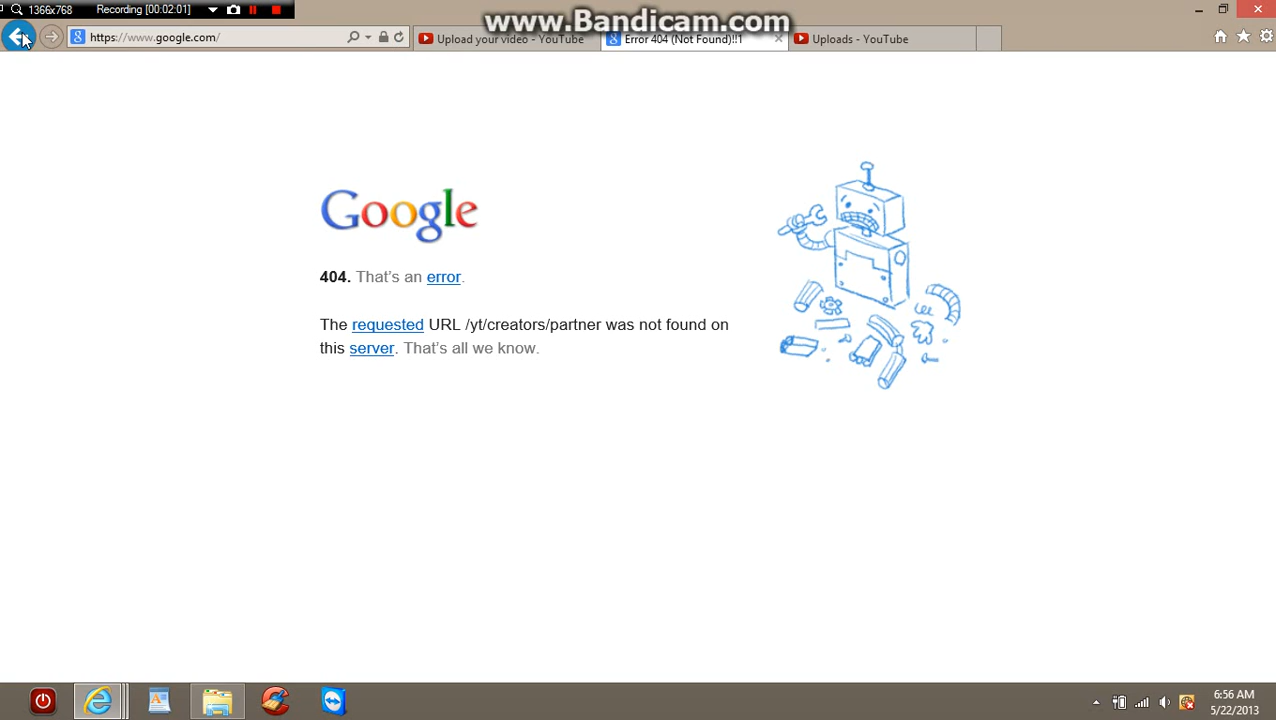 www.Bandicam.com
1366x768 Recording [00:02:01]
https://www.google.com/
Upload your video - YouTube
Error 404 (Not Found)!!1
Uploads - YouTube
Google
404. That's an error.
The requested URL /yt/creators/partner was not found on
this server. That's all we know.
6:56 AM
5/22/2013